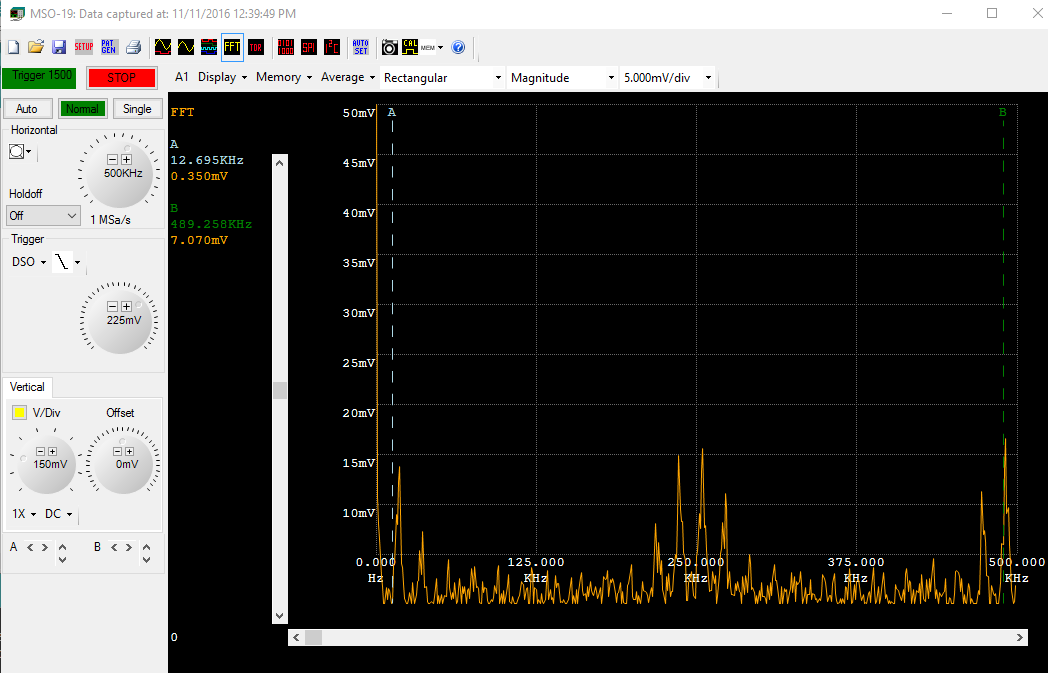 MSO-19: Data captured at: 11/11/2016 12:39:49 PM
SETUP PAT GEN FFT TDR SPI I²C AUTO SET CAL MEM
Trigger 1500 STOP A1 Display Memory Average Rectangular Magnitude 5.000mV/div
Auto Normal Single
Horizontal
500KHz
Holdoff
Off
1 MSa/s
Trigger
DSO
225mV
Vertical
V/Div Offset
150mV 0mV
1X DC
A B
FFT
A
12.695KHz
0.350mV
B
489.258KHz
7.070mV
0
50mV A B
45mV
40mV
35mV
30mV
25mV
20mV
15mV
10mV
0.000 125.000 250.000 375.000 500.000
Hz KHz KHz KHz KHz